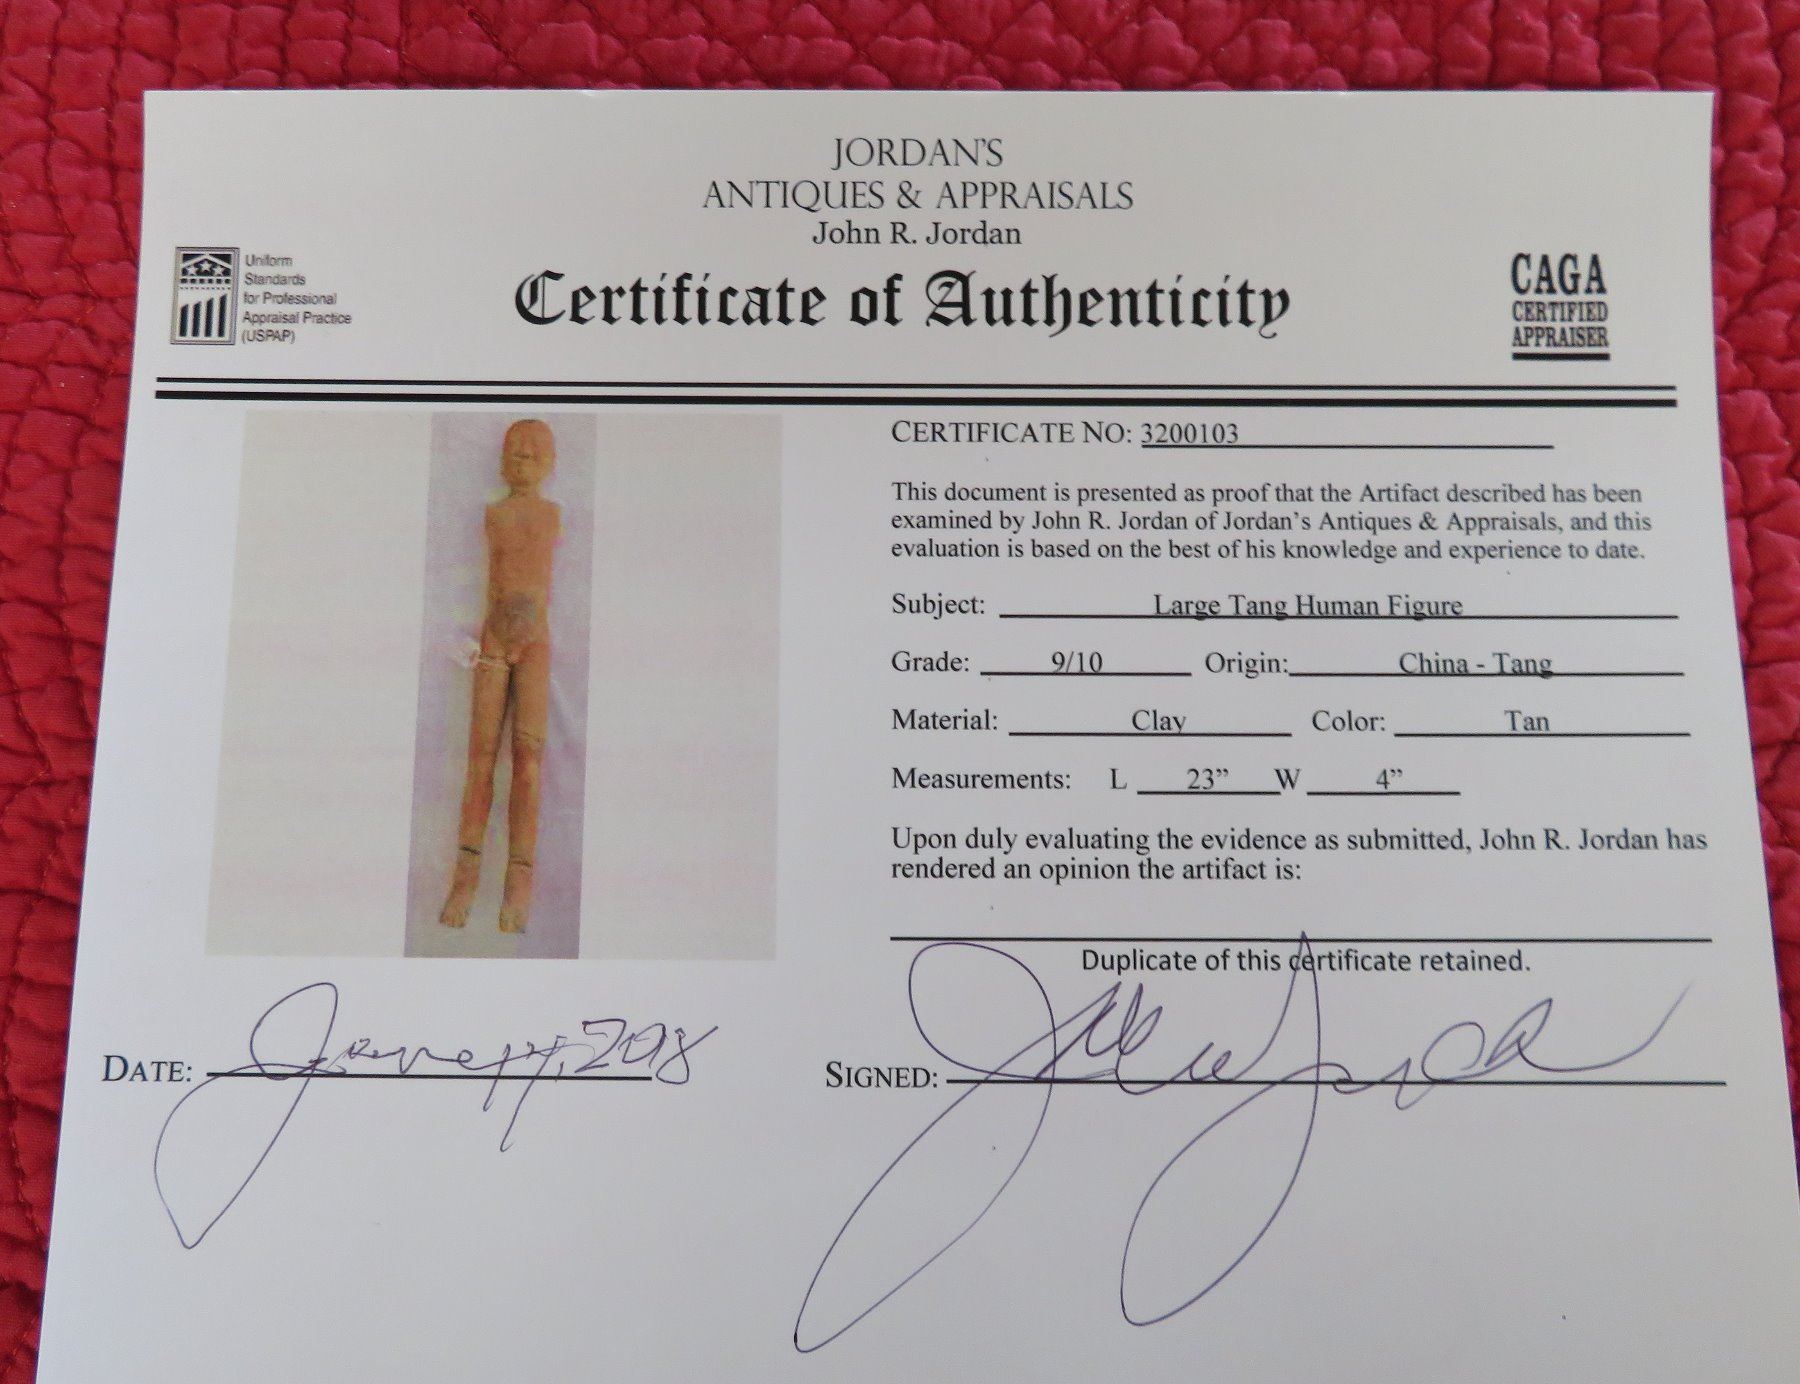 JORDAN'S
ANTIQUES & APPRAISALS
John R. Jordan
Uniform
Standards
for Professional
Appraisal Practice
(USPAP)
Certificate of Authenticity
CAGA
CERTIFIED
APPRAISER
CERTIFICATE NO: 3200103
This document is presented as proof that the Artifact described has been
examined by John R. Jordan of Jordan's Antiques & Appraisals, and this
evaluation is based on the best of his knowledge and experience to date.
Subject: Large Tang Human Figure
Grade: 9/10 Origin: China - Tang
Material: Clay Color: Tan
Measurements: L 23" W 4"
Upon duly evaluating the evidence as submitted, John R. Jordan has
rendered an opinion the artifact is:
Duplicate of this certificate retained.
DATE: 2018
SIGNED: John Jordan